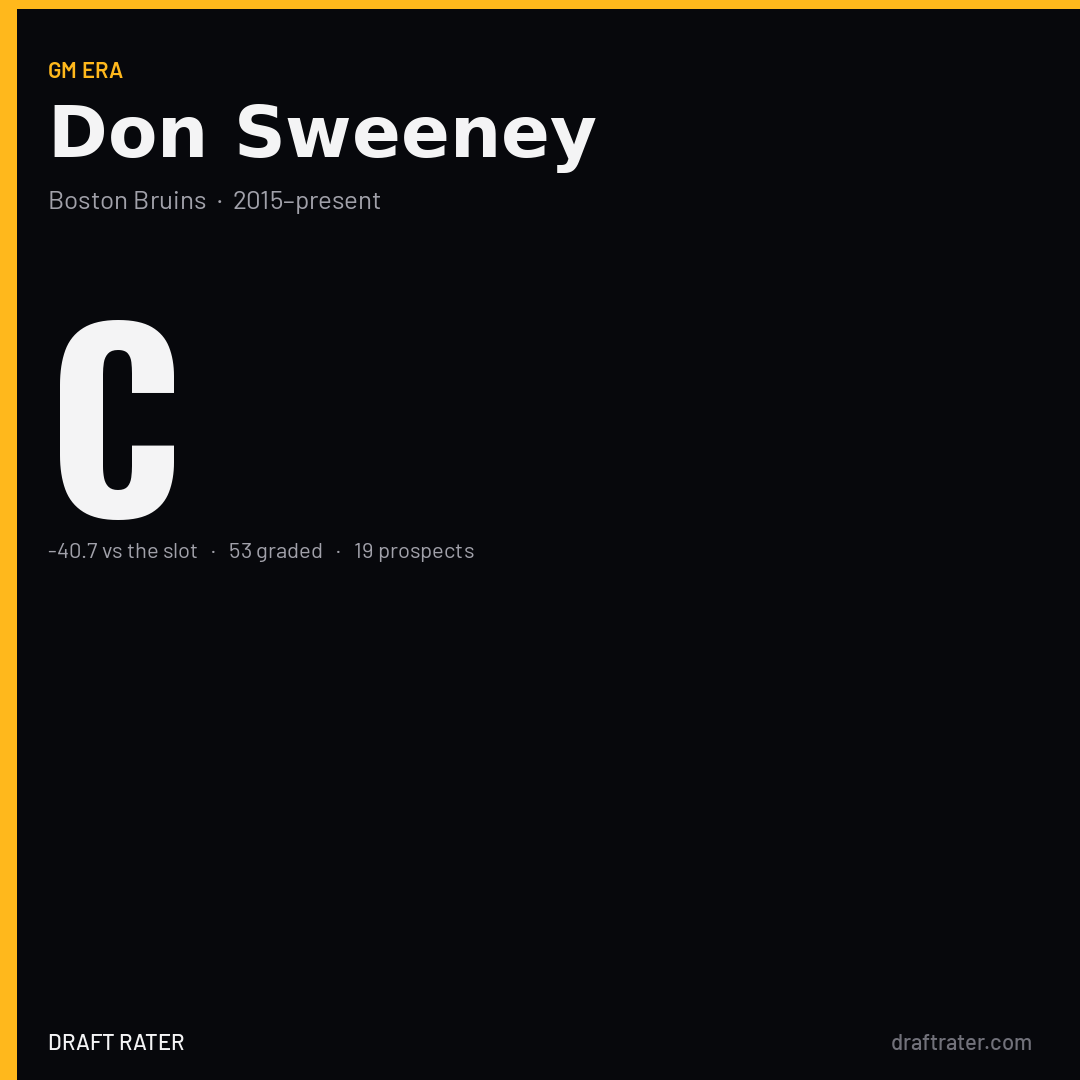 GM ERA
Don Sweeney
Boston Bruins · 2015–present
C
-40.7 vs the slot · 53 graded · 19 prospects
DRAFT RATER
draftrater.com